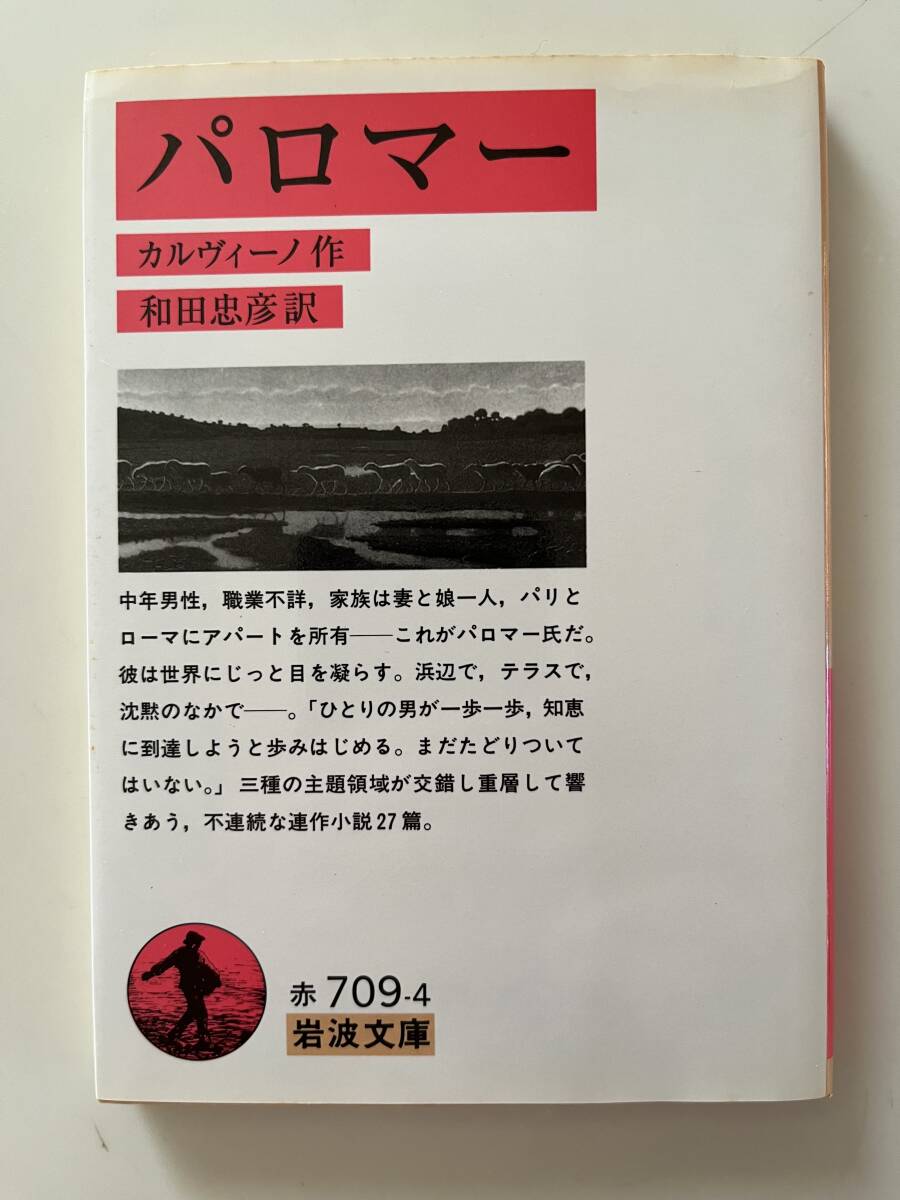 パロマー
カルヴィーノ作
和田忠彦訳
中年男性，職業不詳，家族は妻と娘一人，パリと
ローマにアパートを所有──これがパロマー氏だ。
彼は世界にじっと目を凝らす。浜辺で，テラスで，
沈黙のなかで──。「ひとりの男が一歩一歩，知恵
に到達しようと歩みはじめる。まだたどりついて
はいない。」三種の主題領域が交錯し重層して響
きあう，不連続な連作小説27篇。
赤 709-4
岩波文庫